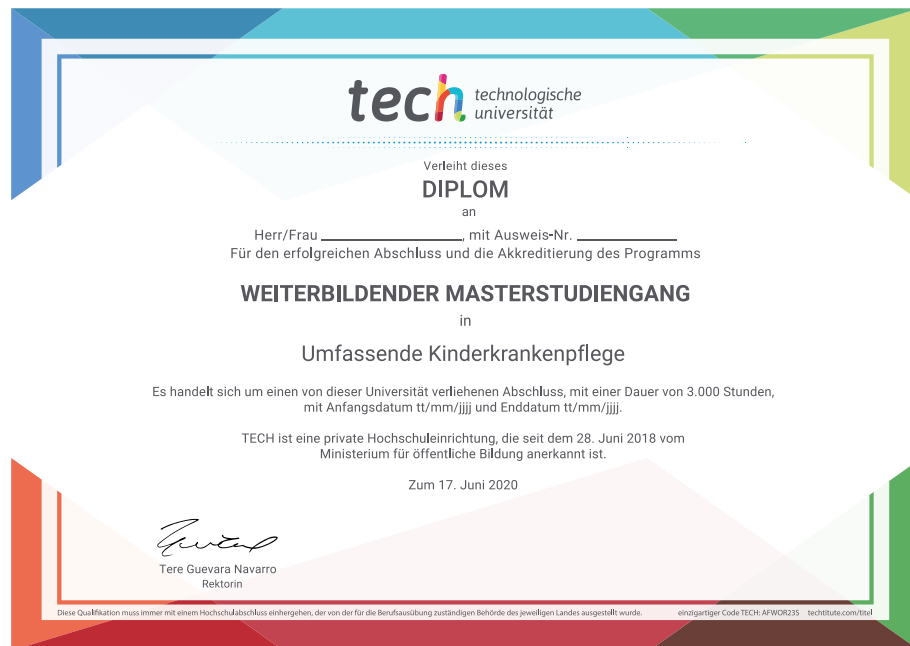 tech technologische
universität
Verleiht dieses
DIPLOM
an
Herr/Frau ____________, mit Ausweis-Nr. ____________
Für den erfolgreichen Abschluss und die Akkreditierung des Programms
WEITERBILDENDER MASTERSTUDIENGANG
in
Umfassende Kinderkrankenpflege
Es handelt sich um einen von dieser Universität verliehenen Abschluss, mit einer Dauer von 3.000 Stunden,
mit Anfangsdatum tt/mm/jjjj und Enddatum tt/mm/jjjj.
TECH ist eine private Hochschuleinrichtung, die seit dem 28. Juni 2018 vom
Ministerium für öffentliche Bildung anerkannt ist.
Zum 17. Juni 2020
Tere Guevara Navarro
Rektorin
Diese Qualifikation muss immer mit einem Hochschulabschluss einhergehen, der von der für die Berufsausübung zuständigen Behörde des jeweiligen Landes ausgestellt wurde. einzigartiger Code TECH: AFWOR23S techtitute.com/titel